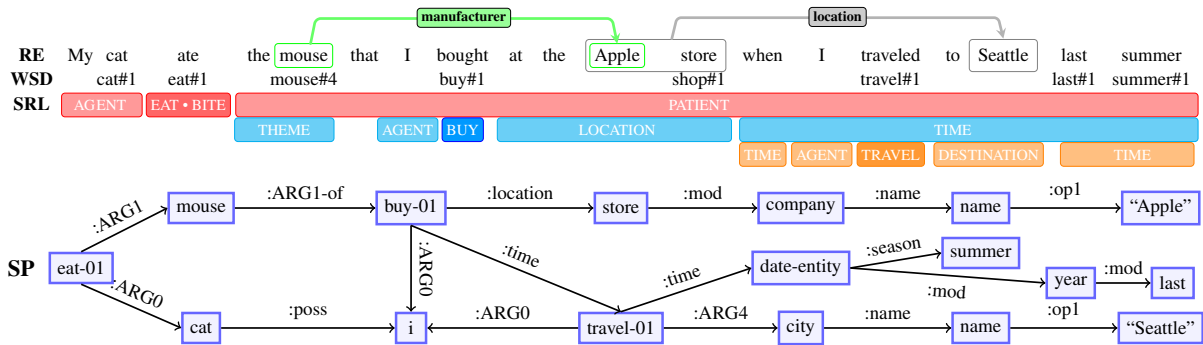 manufacturer location
RE My cat ate the mouse that I bought at the Apple store when I traveled to Seattle last summer
WSD cat#1 eat#1 mouse#4 buy#1 shop#1 travel#1 last#1 summer#1
SRL AGENT EAT • BITE PATIENT
THEME AGENT BUY LOCATION TIME
TIME AGENT TRAVEL DESTINATION TIME
mouse :ARG1-of buy-01 :location store :mod company :name name :op1 “Apple”
:ARG1 :ARG0 :time :time :season summer
SP eat-01 date-entity
:ARG0 :mod year :mod last
cat :poss i :ARG0 travel-01 :ARG4 city :name name :op1 “Seattle”